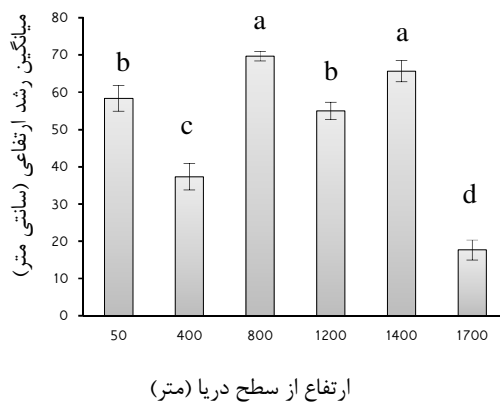 میانگین رشد ارتفاعی (سانتی متر)
80
70
60
50
40
30
20
10
0
b
c
a
b
a
d
50 400 800 1200 1400 1700
ارتفاع از سطح دریا (متر)